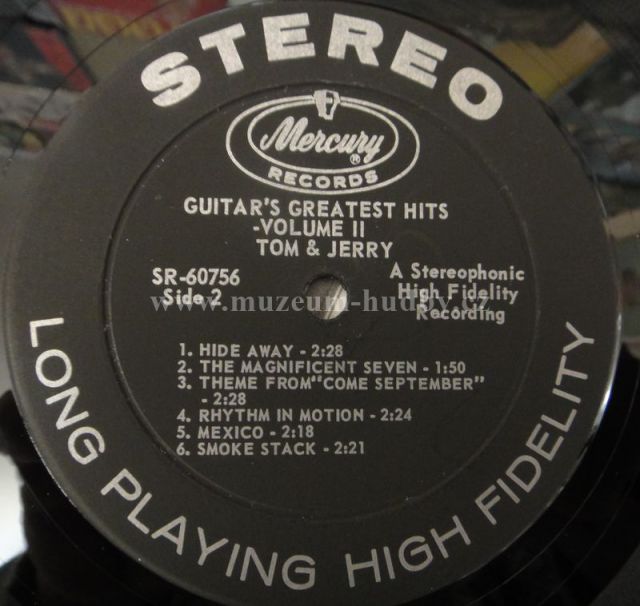 STEREO
Mercury ®
RECORDS
GUITAR'S GREATEST HITS
-VOLUME II
TOM & JERRY
SR-60756
Side 2
A Stereophonic
High Fidelity
Recording
www.muzeum-hudby.cz
1. HIDE AWAY - 2:28
2. THE MAGNIFICENT SEVEN - 1:50
3. THEME FROM "COME SEPTEMBER"
- 2:28
4. RHYTHM IN MOTION - 2:24
5. MEXICO - 2:18
6. SMOKE STACK - 2:21
LONG PLAYING HIGH FIDELITY